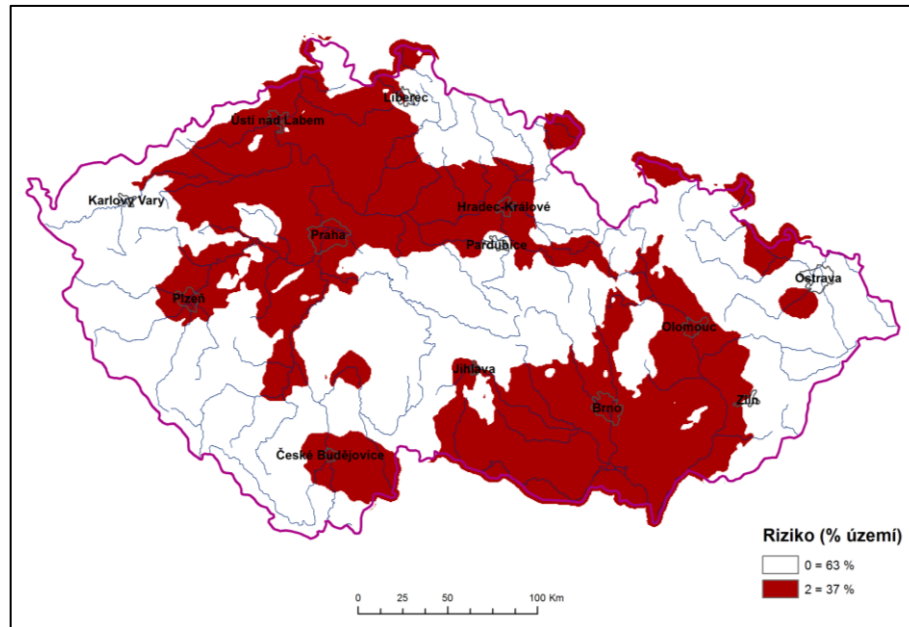 Liberec
Ústí nad Labem
Karlovy Vary
Hradec Králové
Praha
Pardubice
Ostrava
Plzeň
Olomouc
Jihlava
Zlín
Brno
České Budějovice
Riziko (% území)
0 = 63 %
2 = 37 %
0 25 50 100 Km